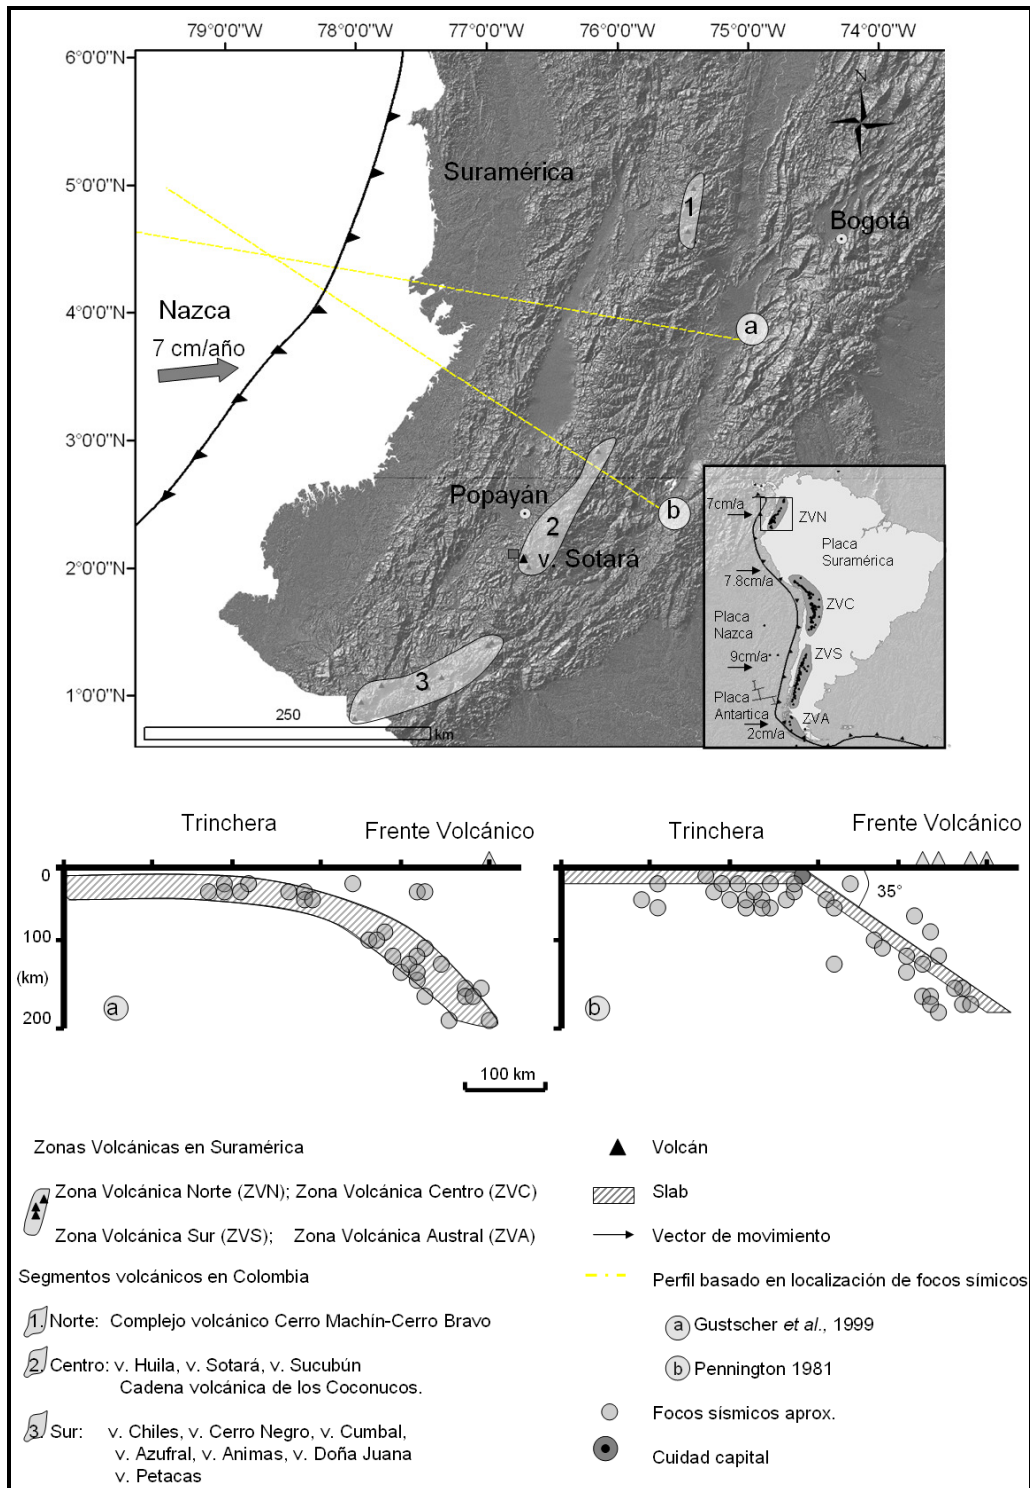 79°0'0"W 78°0'0"W 77°0'0"W 76°0'0"W 75°0'0"W 74°0'0"W
6°0'0"N
N
5°0'0"N
Suramérica
1
Bogotá
4°0'0"N
Nazca
7 cm/año
a
3°0'0"N
Popayán
2
b
v. Sotará
2°0'0"N
3
1°0'0"N
250
km
7cm/a
ZVN
Placa
Suramérica
7.8cm/a
ZVC
Placa
Nazca
ZVS
9cm/a
Placa
Antartica
ZVA
2cm/a
Trinchera
Frente Volcánico
Trinchera
Frente Volcánico
0
100
(km)
200
a
35°
b
100 km
Zonas Volcánicas en Suramérica
Zona Volcánica Norte (ZVN); Zona Volcánica Centro (ZVC)
Zona Volcánica Sur (ZVS); Zona Volcánica Austral (ZVA)
Segmentos volcánicos en Colombia
1. Norte: Complejo volcánico Cerro Machín-Cerro Bravo
2. Centro: v. Huila, v. Sotará, v. Sucubún
Cadena volcánica de los Coconucos.
3. Sur: v. Chiles, v. Cerro Negro, v. Cumbal,
v. Azufral, v. Animas, v. Doña Juana
v. Petacas
Volcán
Slab
Vector de movimiento
Perfil basado en localización de focos símicos
a Gustscher et al., 1999
b Pennington 1981
Focos sísmicos aprox.
Cuidad capital